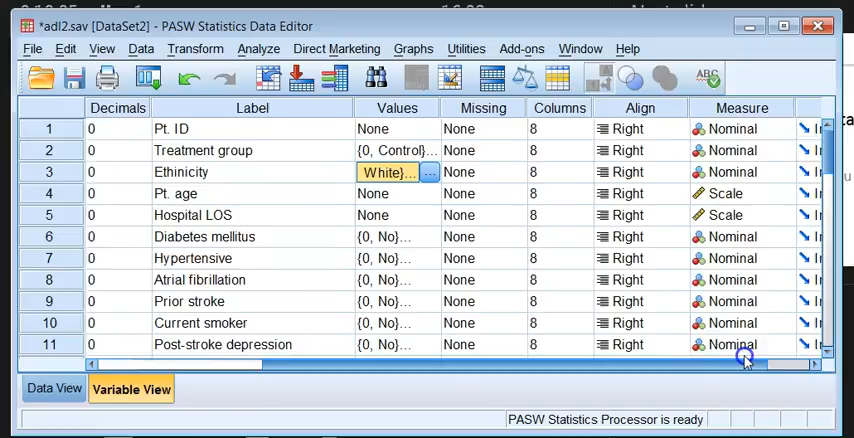 *adl2.sav [DataSet2] - PASW Statistics Data Editor
File Edit View Data Transform Analyze Direct Marketing Graphs Utilities Add-ons Window Help
Decimals Label Values Missing Columns Align Measure
1 0 Pt. ID None None 8 Right Nominal
2 0 Treatment group {0, Control}... None 8 Right Nominal
3 0 Ethinicity White}... ... None 8 Right Nominal
4 0 Pt. age None None 8 Right Scale
5 0 Hospital LOS None None 8 Right Scale
6 0 Diabetes mellitus {0, No}... None 8 Right Nominal
7 0 Hypertensive {0, No}... None 8 Right Nominal
8 0 Atrial fibrillation {0, No}... None 8 Right Nominal
9 0 Prior stroke {0, No}... None 8 Right Nominal
10 0 Current smoker {0, No}... None 8 Right Nominal
11 0 Post-stroke depression {0, No}... None 8 Right Nominal
Data View Variable View
PASW Statistics Processor is ready